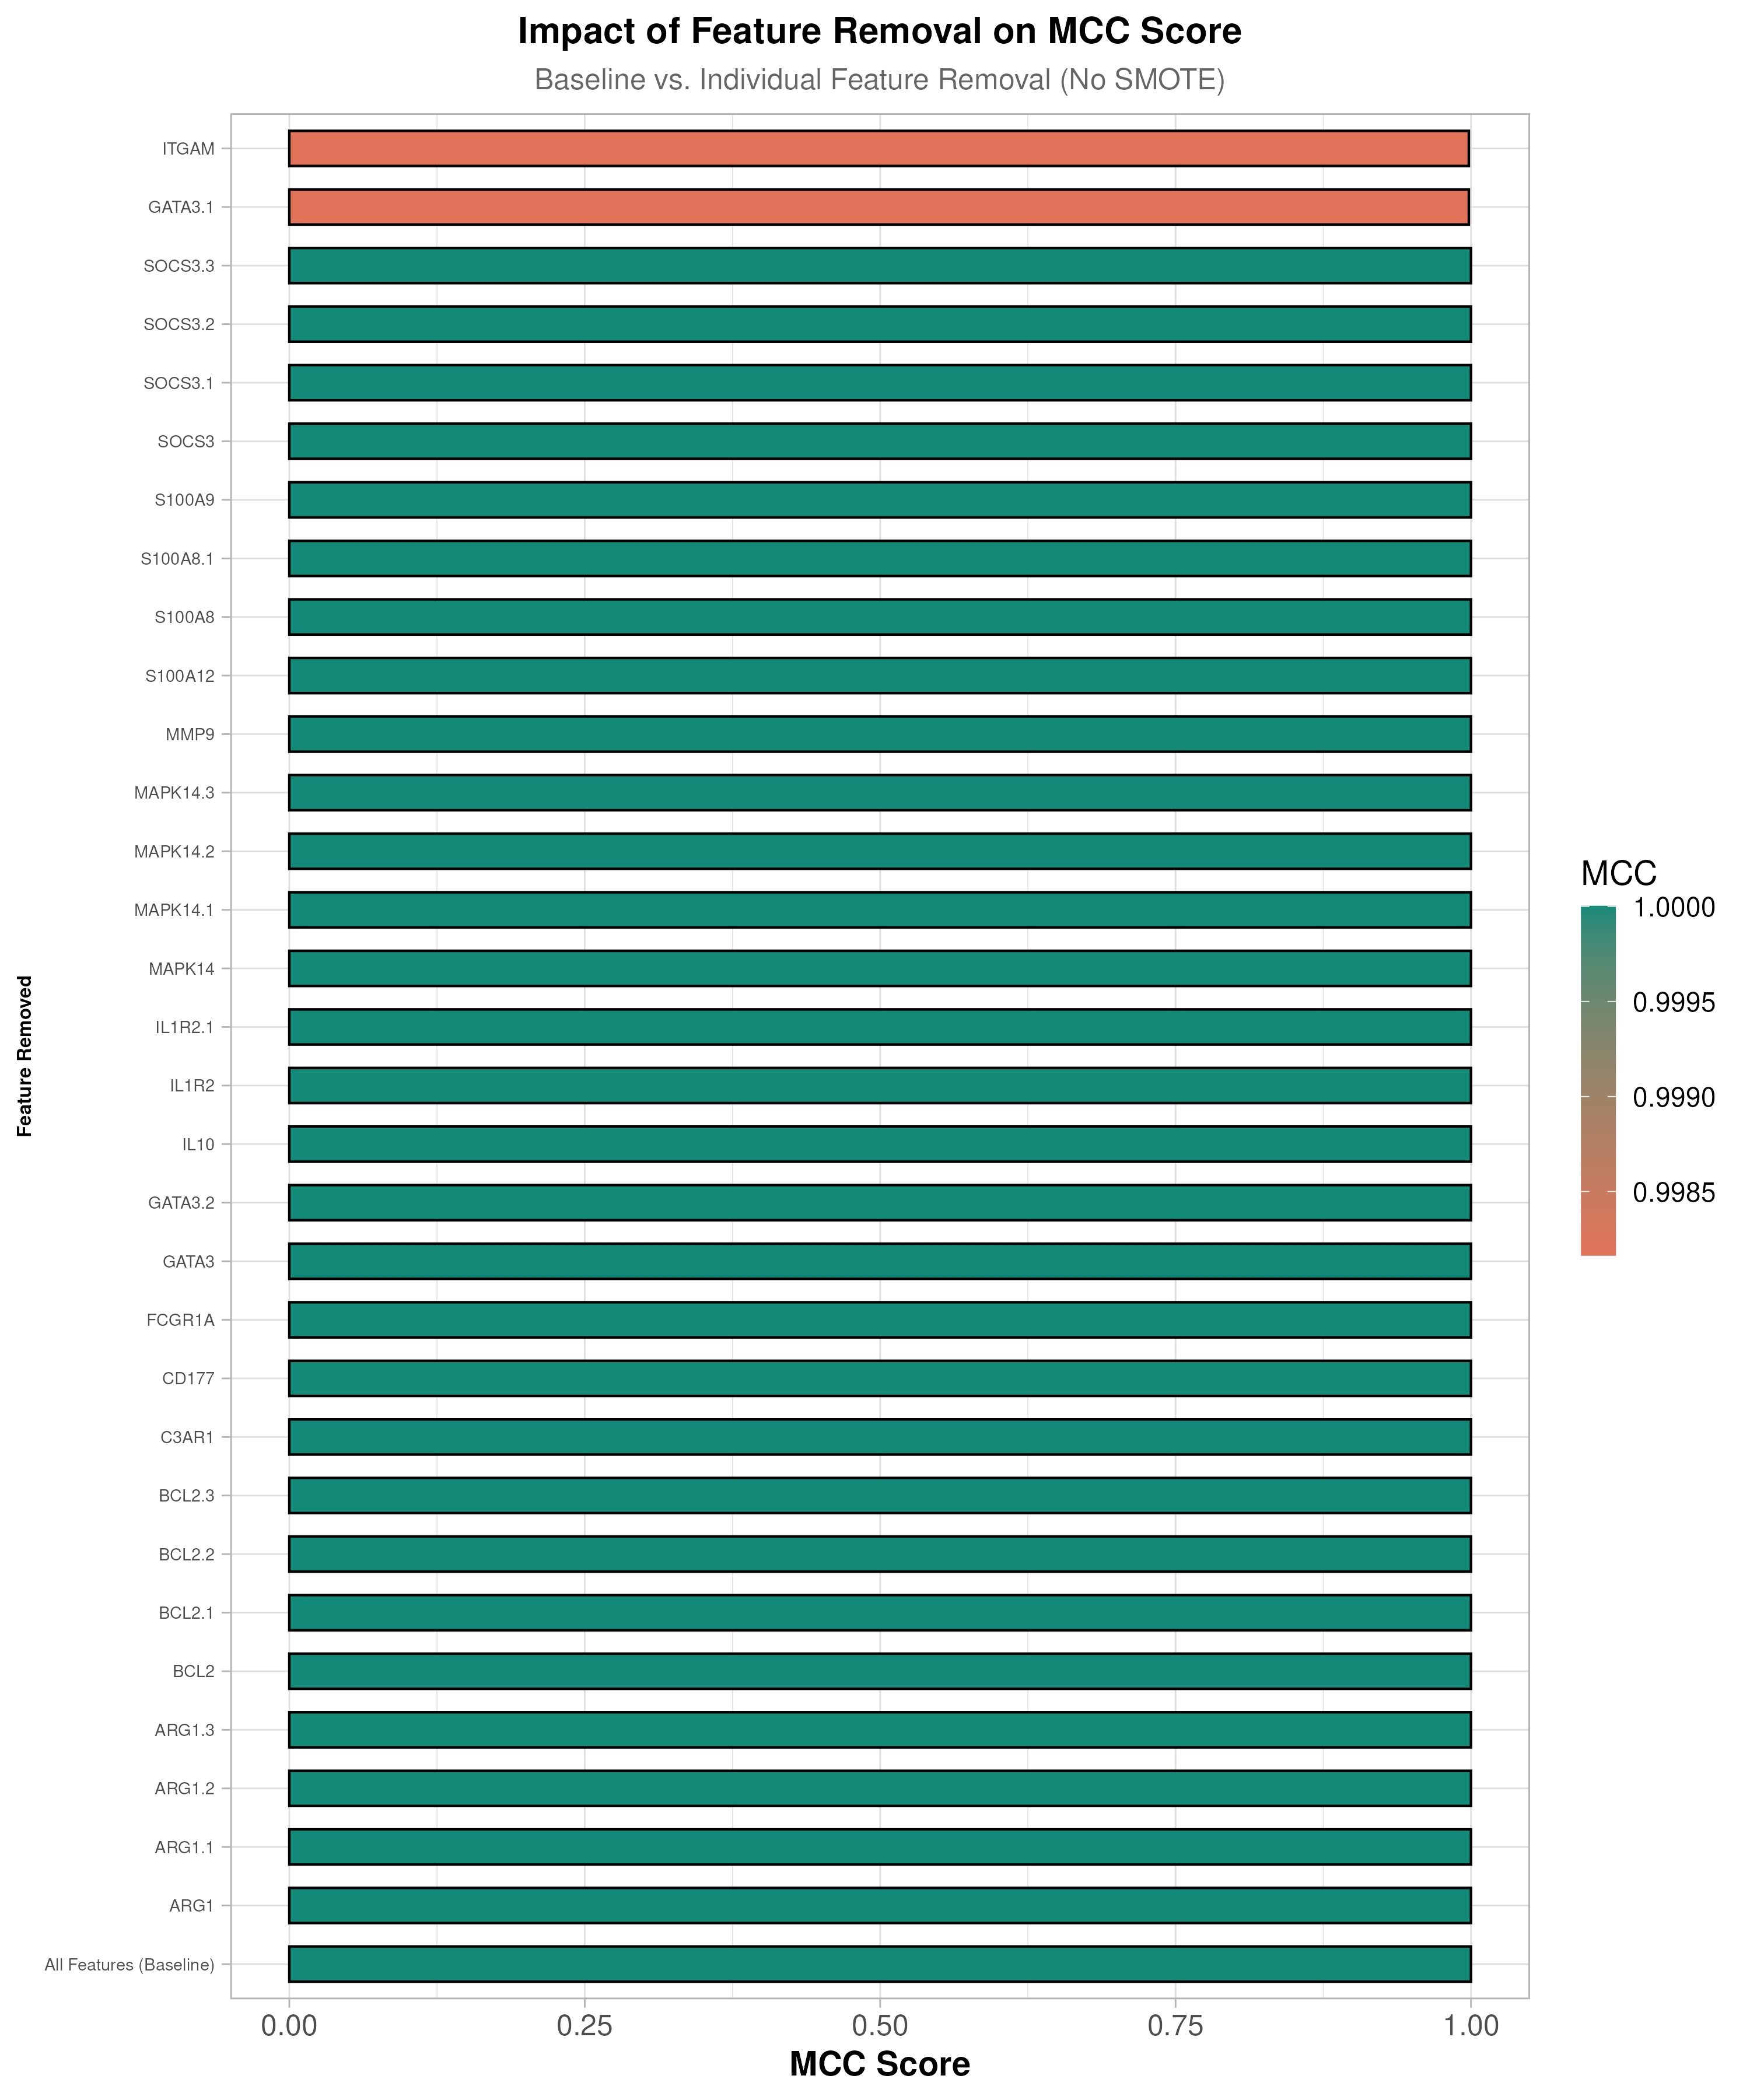 Impact of Feature Removal on MCC Score
Baseline vs. Individual Feature Removal (No SMOTE)
Feature Removed
ITGAM
GATA3.1
SOCS3.3
SOCS3.2
SOCS3.1
SOCS3
S100A9
S100A8.1
S100A8
S100A12
MMP9
MAPK14.3
MAPK14.2
MAPK14.1
MAPK14
IL1R2.1
IL1R2
IL10
GATA3.2
GATA3
FCGR1A
CD177
C3AR1
BCL2.3
BCL2.2
BCL2.1
BCL2
ARG1.3
ARG1.2
ARG1.1
ARG1
All Features (Baseline)
0.00 0.25 0.50 0.75 1.00
MCC Score
MCC
1.0000
0.9995
0.9990
0.9985